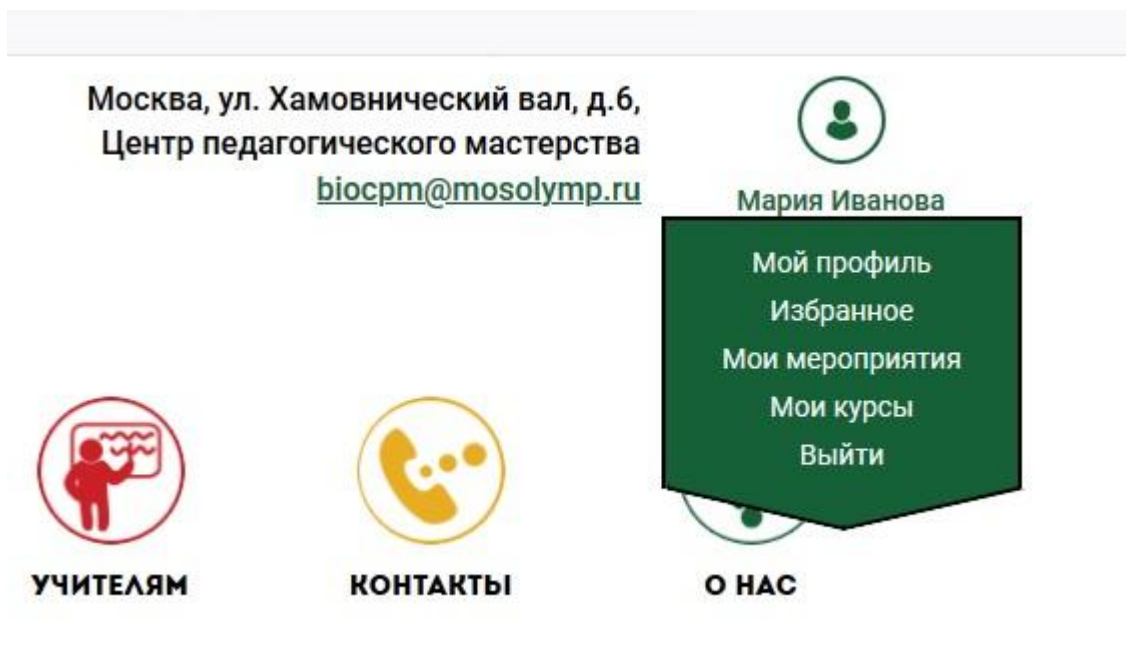 Москва, ул. Хамовнический вал, д.6,
Центр педагогического мастерства
biocpm@mosolymp.ru
Мария Иванова
Мой профиль
Избранное
Мои мероприятия
Мои курсы
Выйти
УЧИТЕЛЯМ
КОНТАКТЫ
О НАС